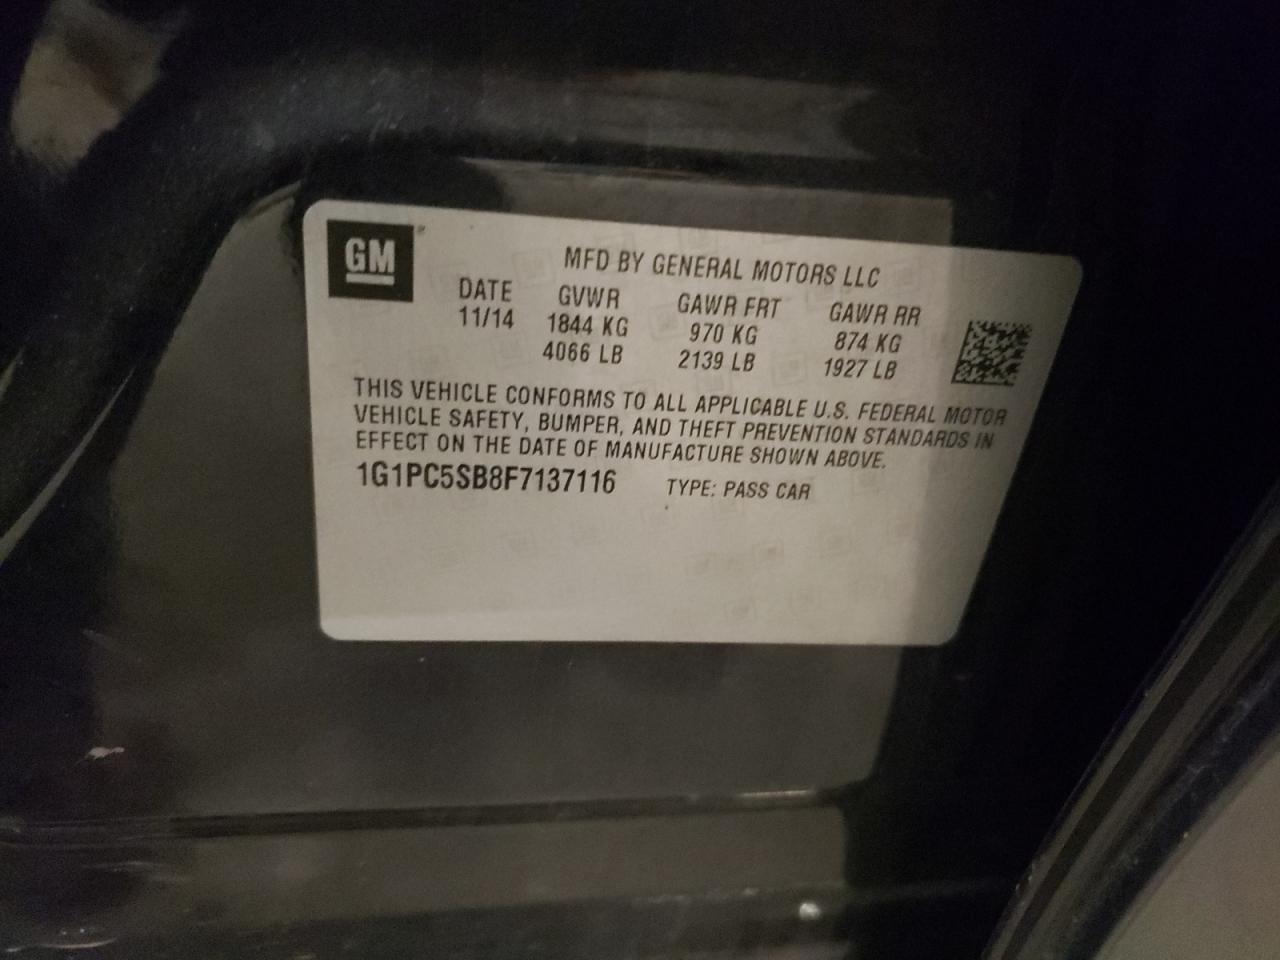 GM®
MFD BY GENERAL MOTORS LLC
DATE GVWR GAWR FRT GAWR RR
11/14 1844 KG 970 KG 874 KG
4066 LB 2139 LB 1927 LB
THIS VEHICLE CONFORMS TO ALL APPLICABLE U.S. FEDERAL MOTOR
VEHICLE SAFETY, BUMPER, AND THEFT PREVENTION STANDARDS IN
EFFECT ON THE DATE OF MANUFACTURE SHOWN ABOVE.
1G1PC5SB8F7137116 TYPE: PASS CAR